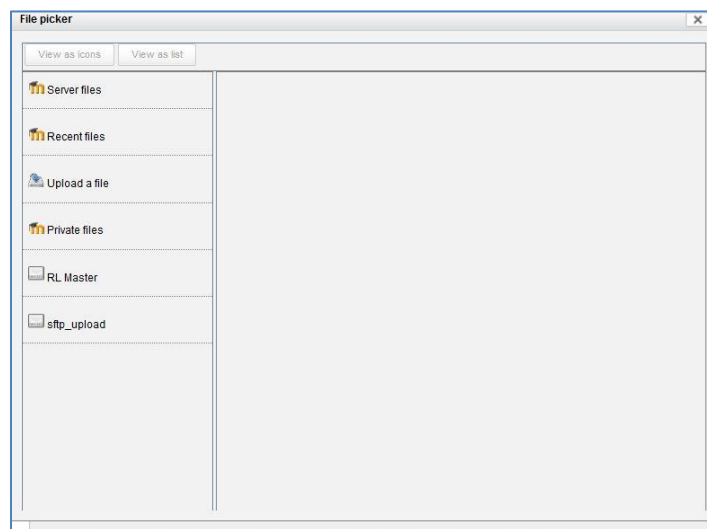 File picker
View as icons View as list
Server files
Recent files
Upload a file
Private files
RL Master
sftp_upload